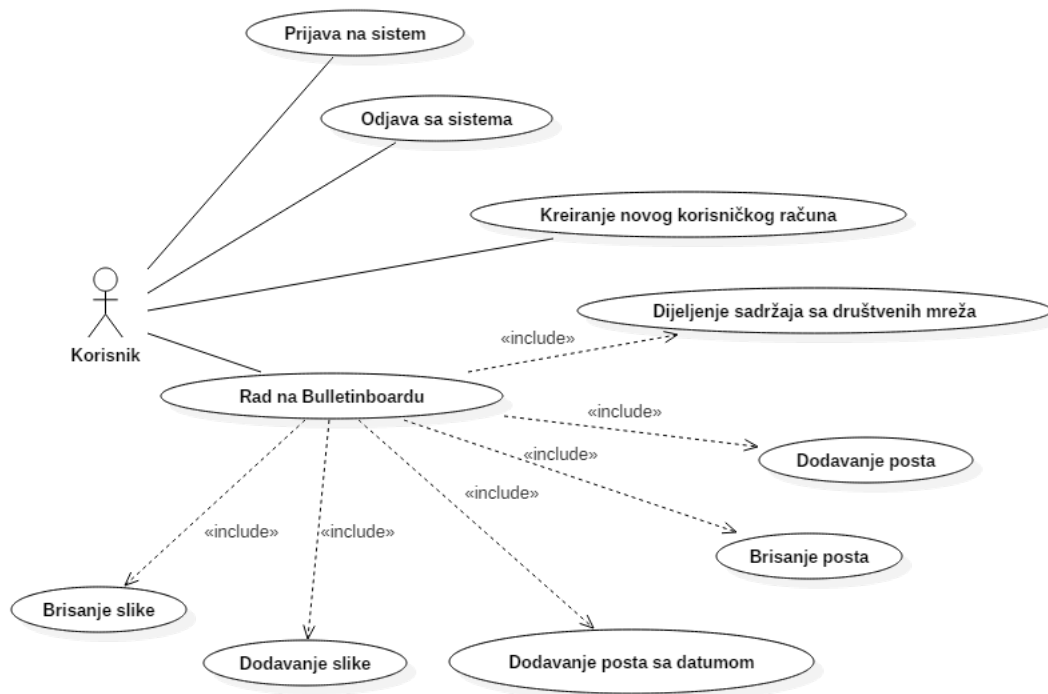 Prijava na sistem
Odjava sa sistema
Kreiranje novog korisničkog računa
Dijeljenje sadržaja sa društvenih mreža
«include»
Korisnik
Rad na Bulletinboardu
«include»
«include»
Dodavanje posta
«include»
«include»
«include»
Brisanje posta
Brisanje slike
Dodavanje slike
Dodavanje posta sa datumom